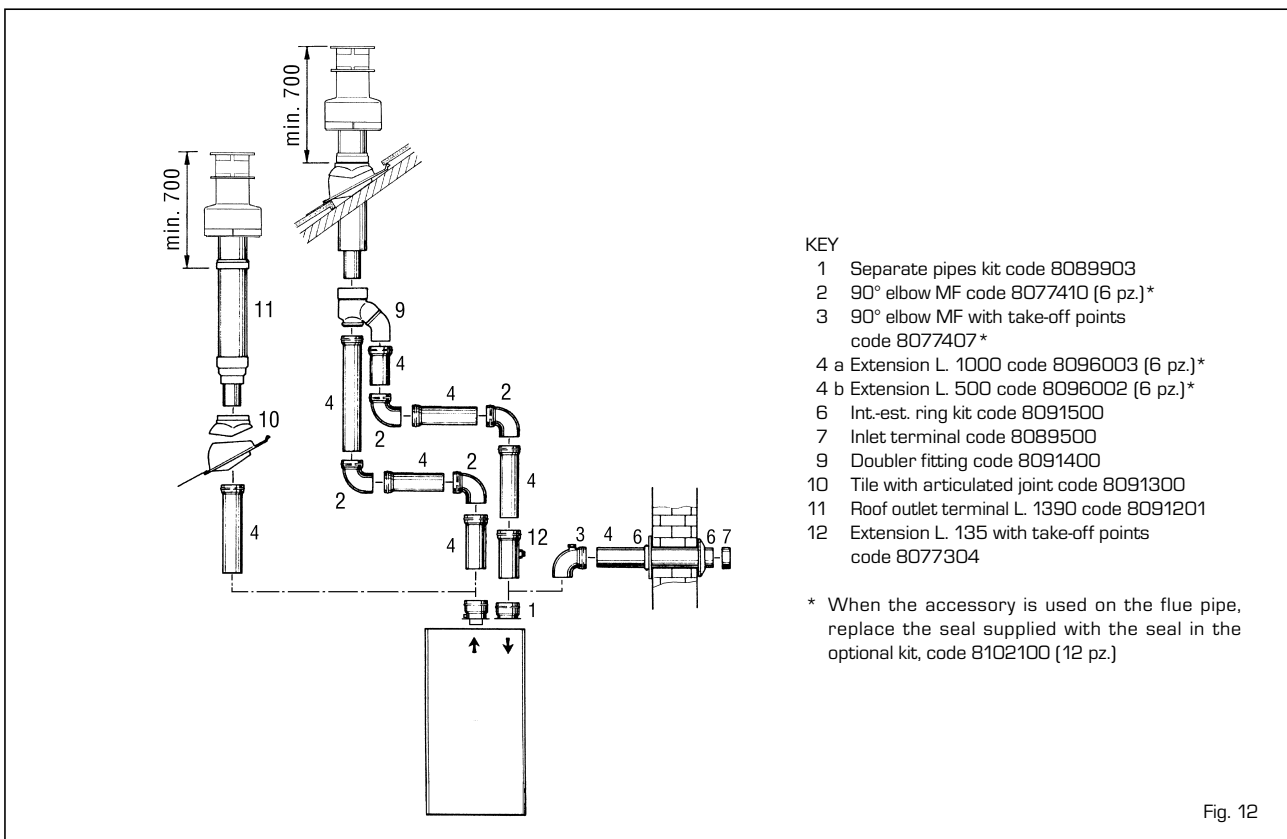 min. 700
min. 700
11
10
4
9
4
4
2
4
2
2
4
2
4
4
12
1
3
4
6
6
7
KEY
1 Separate pipes kit code 8089903
2 90° elbow MF code 8077410 (6 pz.)*
3 90° elbow MF with take-off points
code 8077407*
4 a Extension L. 1000 code 8096003 (6 pz.)*
4 b Extension L. 500 code 8096002 (6 pz.)*
6 Int.-est. ring kit code 8091500
7 Inlet terminal code 8089500
9 Doubler fitting code 8091400
10 Tile with articulated joint code 8091300
11 Roof outlet terminal L. 1390 code 8091201
12 Extension L. 135 with take-off points
code 8077304
* When the accessory is used on the flue pipe,
replace the seal supplied with the seal in the
optional kit, code 8102100 (12 pz.)
Fig. 12